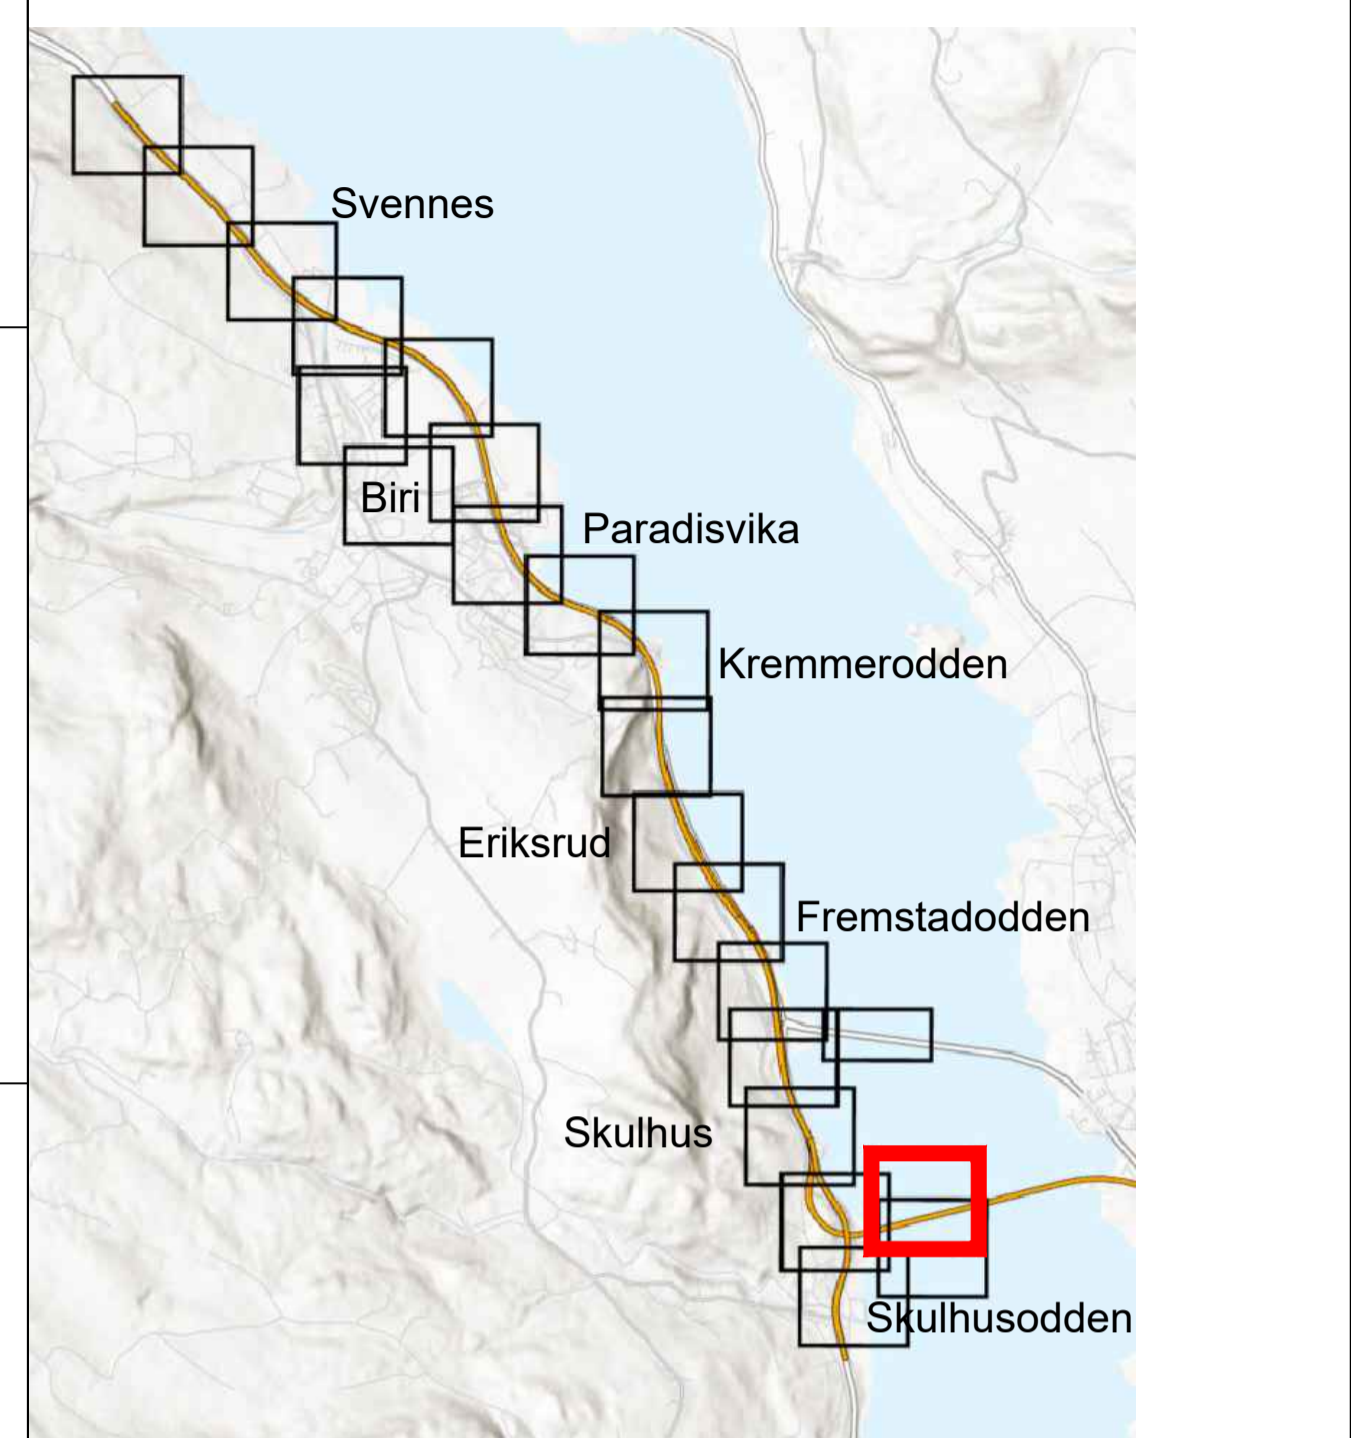 Svennes
Biri
Paradisvika
Kremmerodden
Eriksrud
Fremstadodden
Skulhus
Skulhusodden